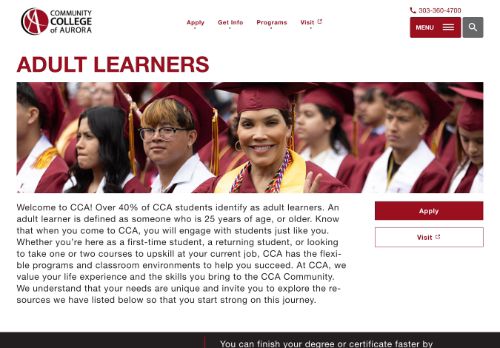 COMMUNITY
COLLEGE
of AURORA
Apply
Get Info
Programs
Visit
303-360-4700
MENU
ADULT LEARNERS
Welcome to CCA! Over 40% of CCA students identify as adult learners. An
adult learner is defined as someone who is 25 years of age, or older. Know
that when you come to CCA, you will engage with students just like you.
Whether you’re here as a first-time student, a returning student, or looking
to take one or two courses to upskill at your current job, CCA has the flexi-
ble programs and classroom environments to help you succeed. At CCA, we
value your life experience and the skills you bring to the CCA Community.
We understand that your needs are unique and invite you to explore the re-
sources we have listed below so that you start strong on this journey.
Apply
Visit
You can finish your degree or certificate faster by